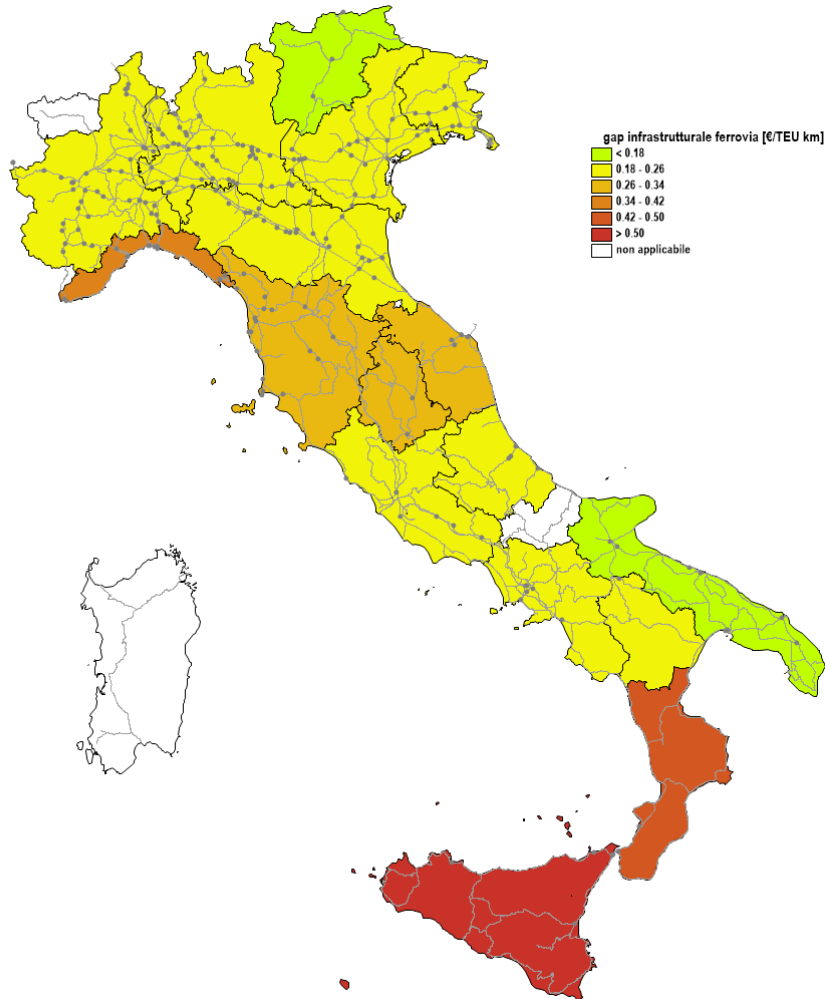 gap infrastrutturale ferrovia [€/TEU km]
< 0.18
0.18 - 0.26
0.26 - 0.34
0.34 - 0.42
0.42 - 0.50
> 0.50
non applicabile